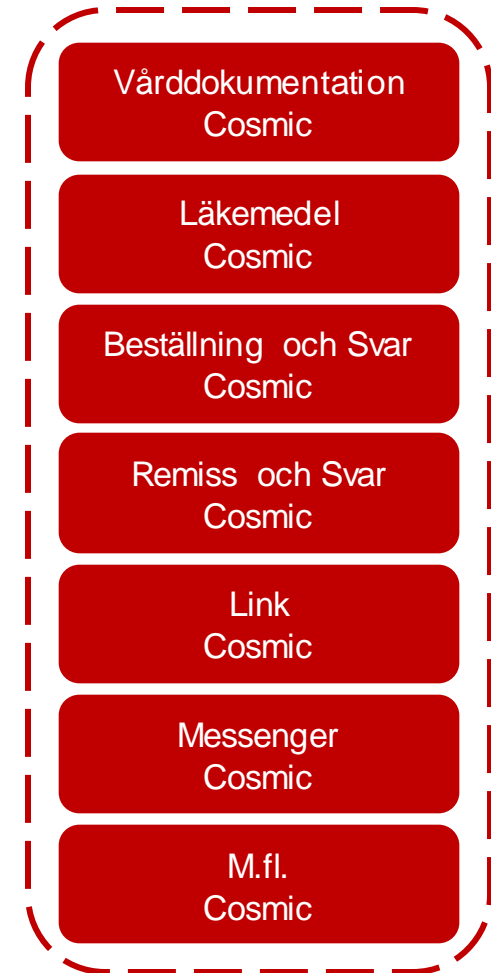 Vårddokumentation
Cosmic
Läkemedel
Cosmic
Beställning och Svar
Cosmic
Remiss och Svar
Cosmic
Link
Cosmic
Messenger
Cosmic
M.fl.
Cosmic